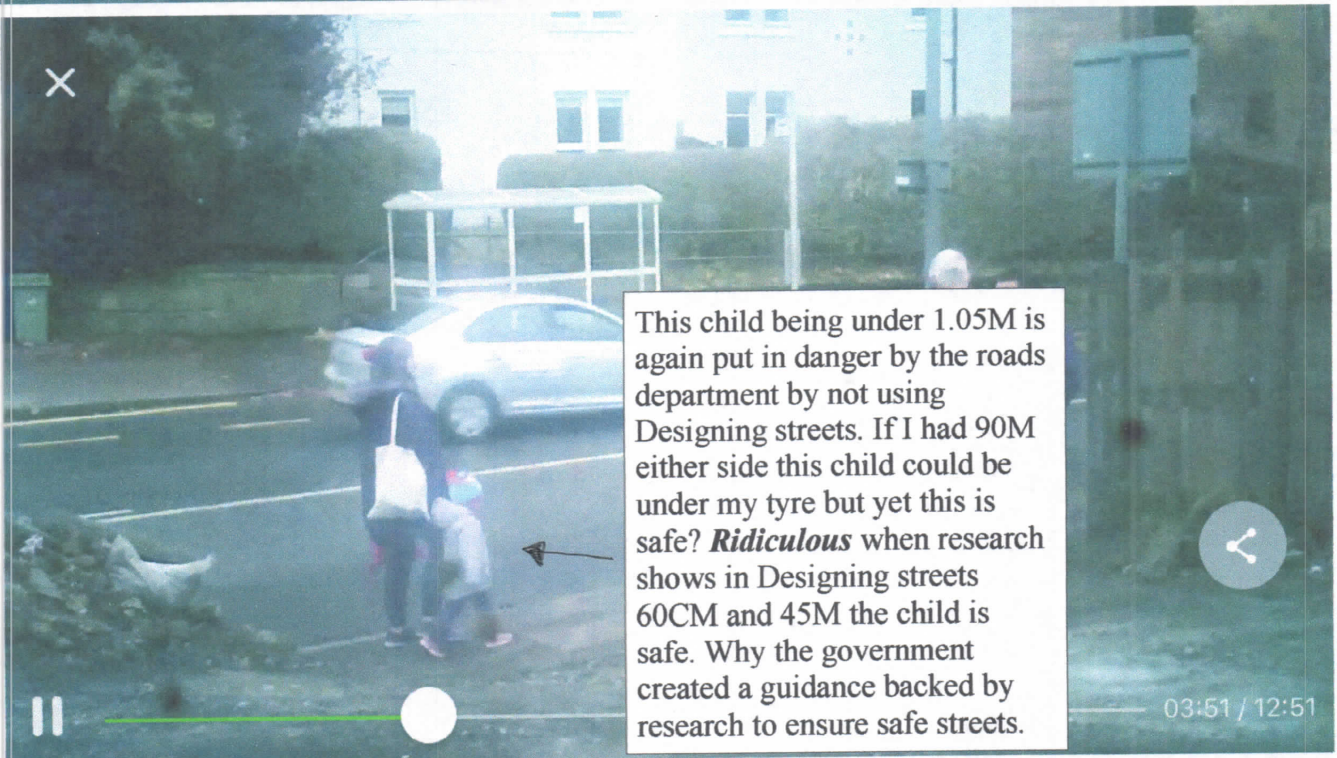 This child being under 1.05M is
again put in danger by the roads
department by not using
Designing streets. If I had 90M
either side this child could be
under my tyre but yet this is
safe? Ridiculous when research
shows in Designing streets
60CM and 45M the child is
safe. Why the government
created a guidance backed by
research to ensure safe streets.
03:51 / 12:51